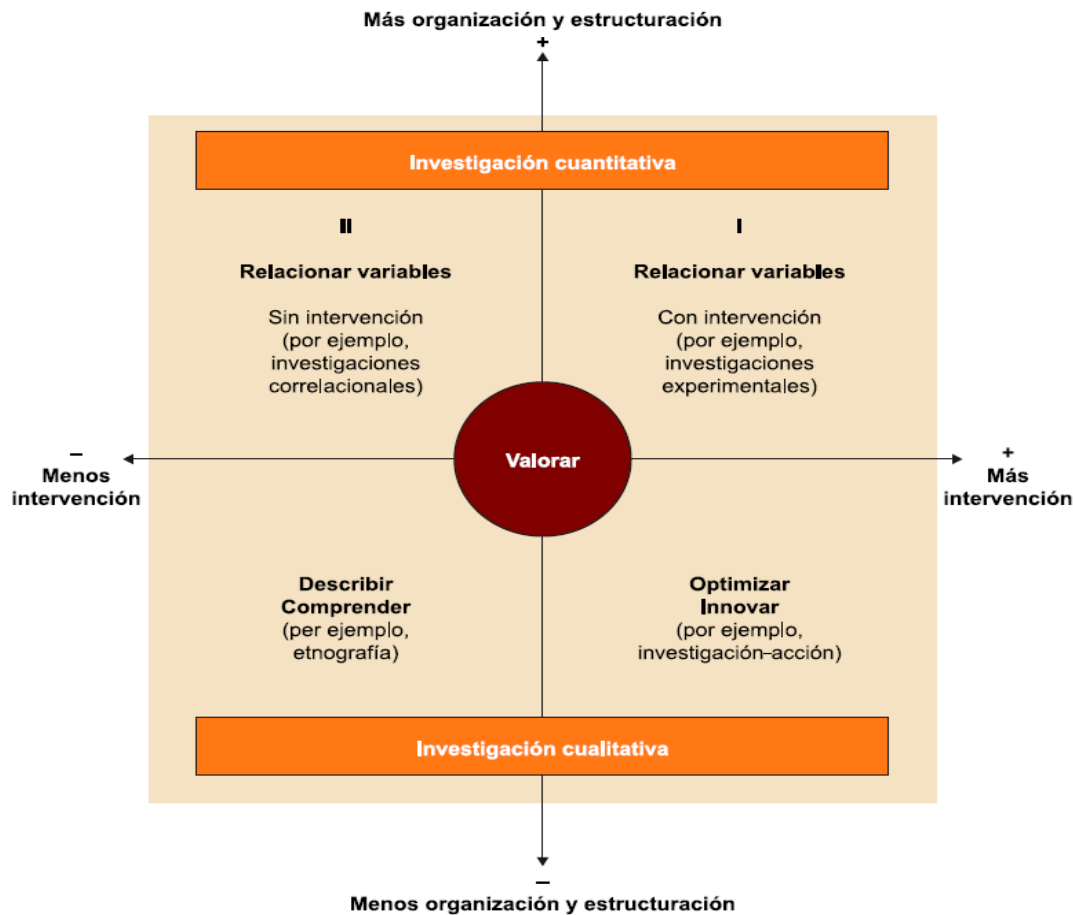 Más organización y estructuración
+
Investigación cuantitativa
II
Relacionar variables
Sin intervención
(por ejemplo,
investigaciones
correlacionales)
I
Relacionar variables
Con intervención
(por ejemplo,
investigaciones
experimentales)
–
Menos
intervención
Valorar
+
Más
intervención
Describir
Comprender
(per ejemplo,
etnografía)
Optimizar
Innovar
(por ejemplo,
investigación–acción)
Investigación cualitativa
–
Menos organización y estructuración